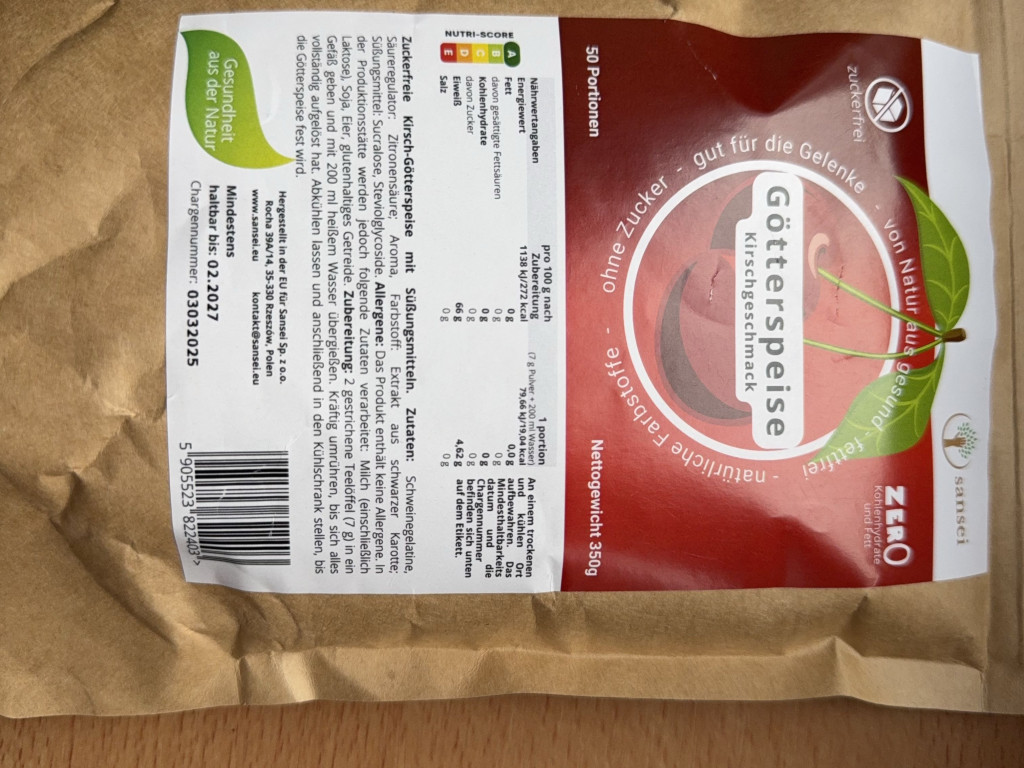 sansei
zuckerfrei
ZERO
Kohlenhydrate
und Fett
ohne Zucker - gut für die Gelenke - von Natur aus gesund - fettfrei - natürliche Farbstoffe -
Götterspeise
Kirschgeschmack
50 Portionen
Nettogewicht 350g
NUTRI-SCORE
A B C D E
Nährwertangaben pro 100 g nach Zubereitung 1 portion (7 g Pulver + 200 ml Wasser)
Energiewert 1138 kJ/272 kcal 79,66 kJ/19,04 kcal
Fett 0 g 0,0 g
davon gesättigte Fettsäuren 0 g 0 g
Kohlenhydrate 0 g 0 g
davon Zucker 0 g 0 g
Eiweiß 66 g 4,62 g
Salz 0 g 0 g
An einem trockenen
und kühlen Ort
aufbewahren. Das
Mindesthaltbarkeits
datum und die
Chargennummer
befinden sich unten
auf dem Etikett.
Zuckerfreie Kirsch-Götterspeise mit Süßungsmitteln. Zutaten: Schweinegelatine,
Säureregulator: Zitronensäure; Aroma, Farbstoff: Extrakt aus schwarzer Karotte;
Süßungsmittel: Sucralose, Steviolglycoside. Allergene: Das Produkt enthält keine Allergene. In
der Produktionsstätte werden jedoch folgende Zutaten verarbeitet: Milch (einschließlich
Laktose), Soja, Eier, glutenhaltiges Getreide. Zubereitung: 2 gestrichene Teelöffel (7 g) in ein
Gefäß geben und mit 200 ml heißem Wasser übergießen. Kräftig umrühren, bis sich alles
vollständig aufgelöst hat. Abkühlen lassen und anschließend in den Kühlschrank stellen, bis
die Götterspeise fest wird.
Gesundheit
aus der Natur
Hergestellt in der EU für Sansei Sp. z o.o.
Rocha 39A/14, 35-330 Rzeszów, Polen
www.sansei.eu kontakt@sansei.eu
Mindestens
haltbar bis: 02.2027
Chargennummer: 03032025
5 905523 822403 >